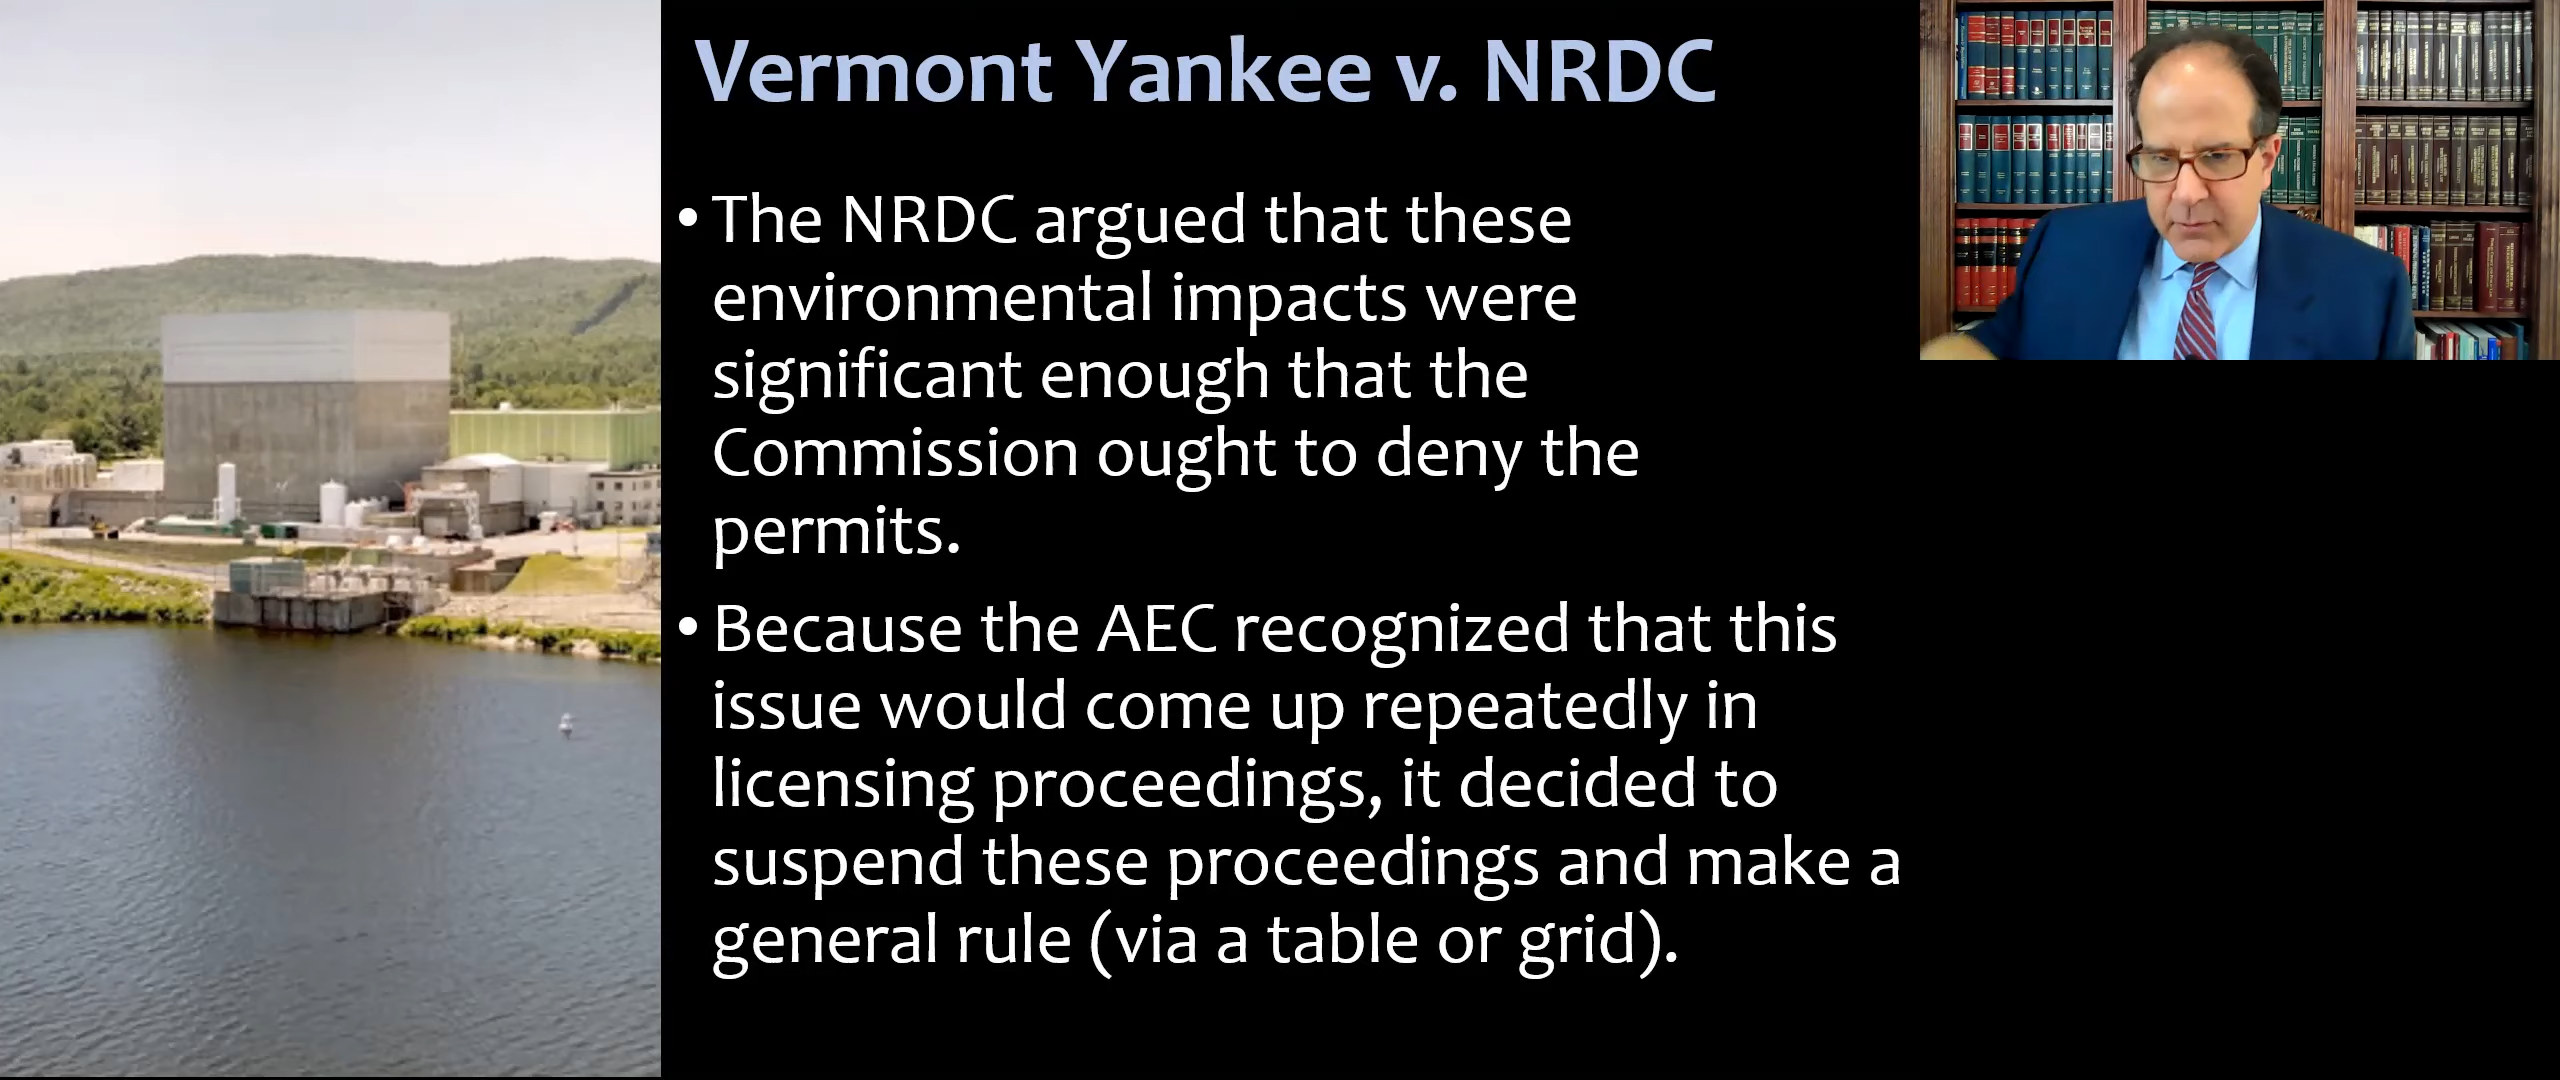 Vermont Yankee v. NRDC
• The NRDC argued that these
environmental impacts were
significant enough that the
Commission ought to deny the
permits.
• Because the AEC recognized that this
issue would come up repeatedly in
licensing proceedings, it decided to
suspend these proceedings and make a
general rule (via a table or grid).